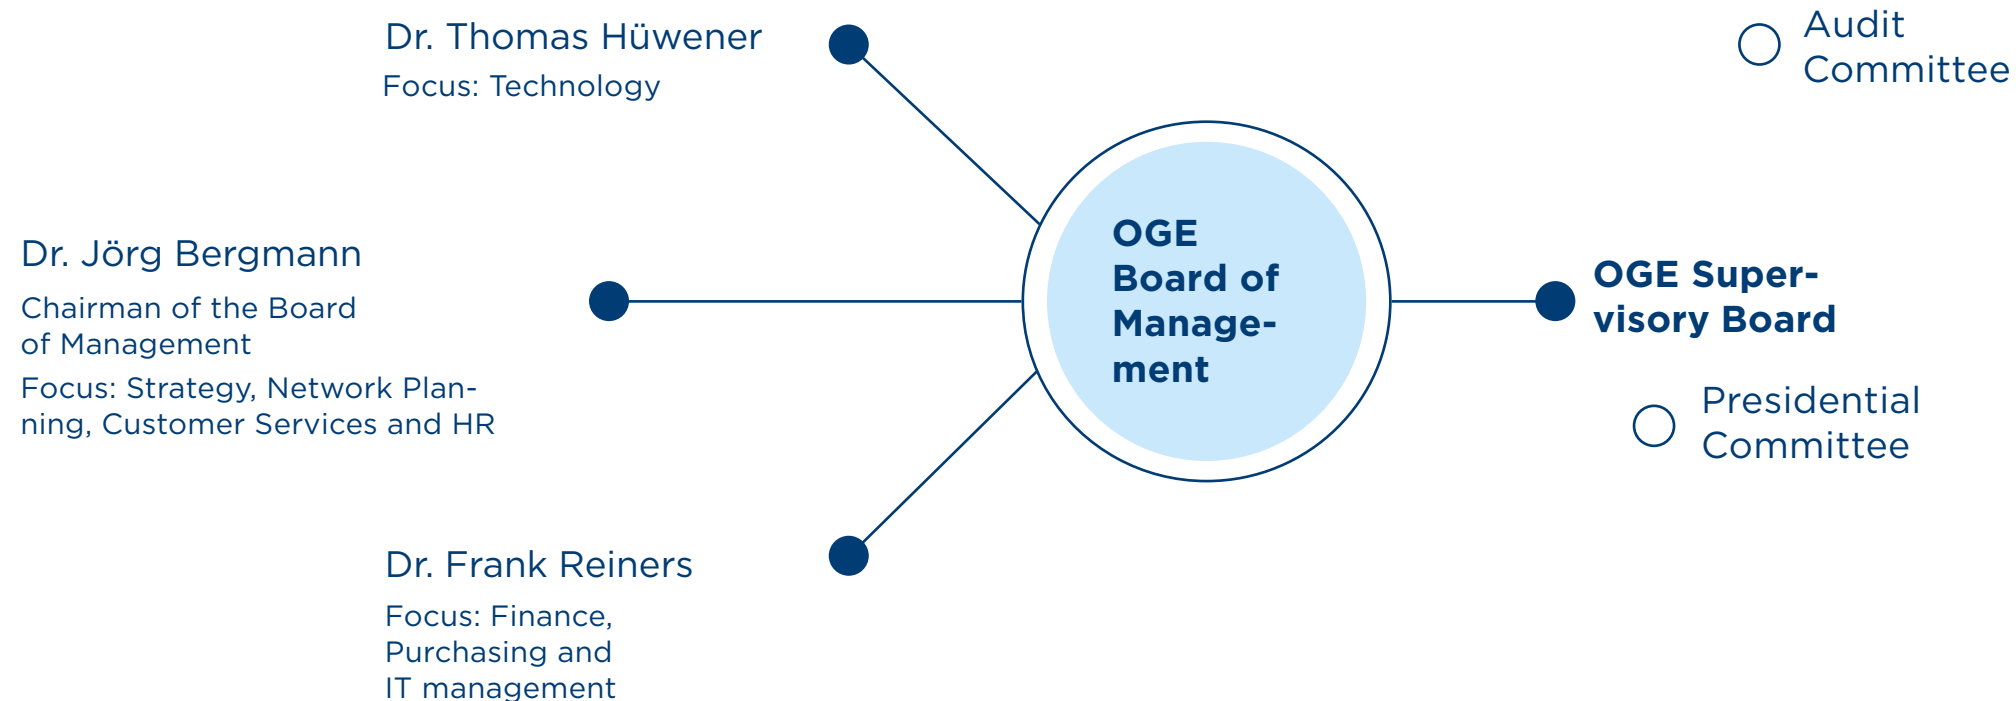 Dr. Thomas Hüwener
Focus: Technology
Audit
Committee
Dr. Jörg Bergmann
Chairman of the Board
of Management
Focus: Strategy, Network Plan-
ning, Customer Services and HR
OGE
Board of
Manage-
ment
OGE Super-
visory Board
Presidential
Committee
Dr. Frank Reiners
Focus: Finance,
Purchasing and
IT management